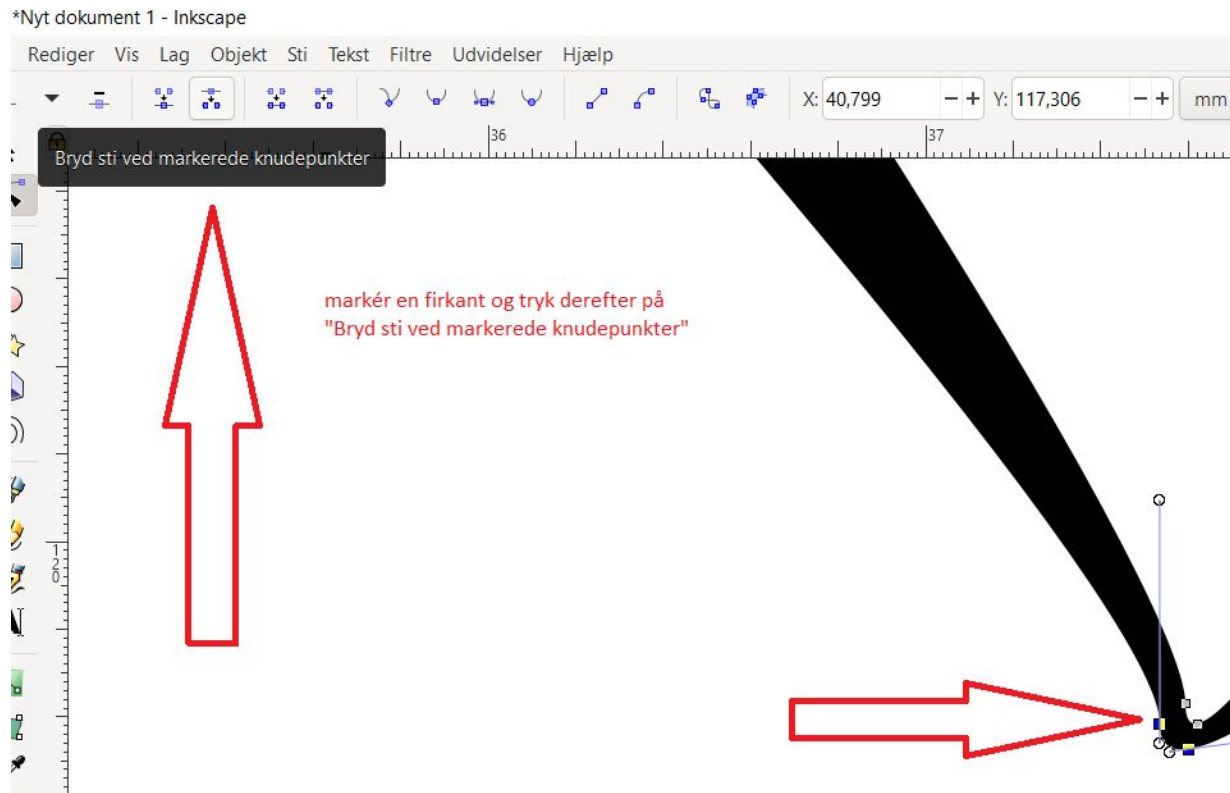 *Nyt dokument 1 - Inkscape
Rediger Vis Lag Objekt Sti Tekst Filtre Udvidelser Hjælp
X: 40,799 − + Y: 117,306 − + mm
36 37
Bryd sti ved markerede knudepunkter
markér en firkant og tryk derefter på
"Bryd sti ved markerede knudepunkter"
120